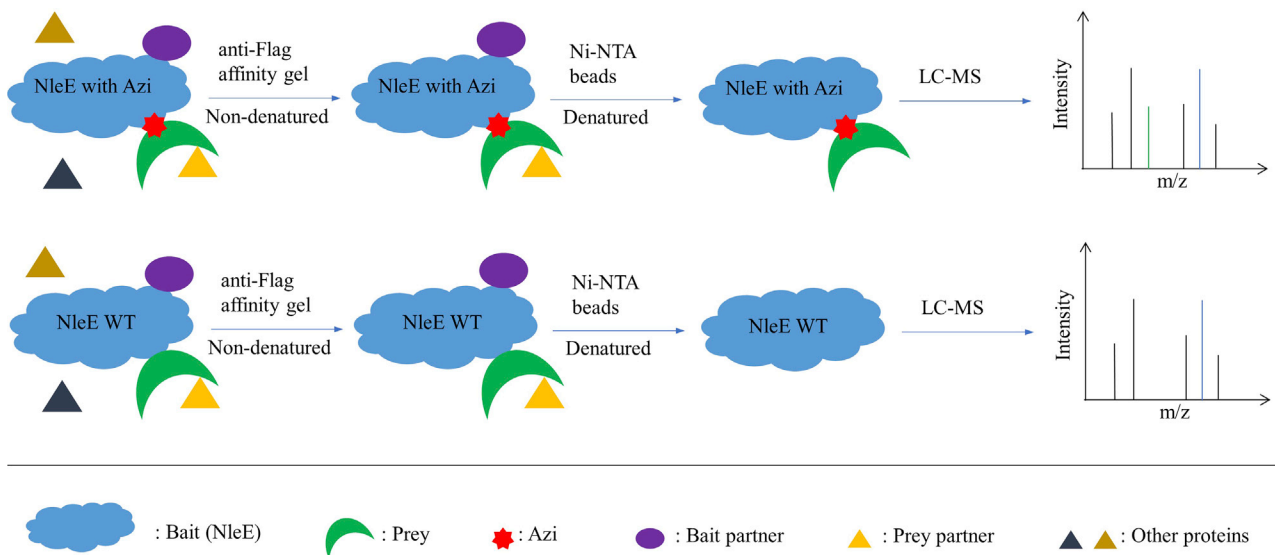 anti-Flag
affinity gel
Non-denatured
Ni-NTA
beads
Denatured
LC-MS
NleE with Azi
NleE with Azi
NleE with Azi
Intensity
m/z
anti-Flag
affinity gel
Non-denatured
Ni-NTA
beads
Denatured
LC-MS
NleE WT
NleE WT
NleE WT
Intensity
m/z
: Bait (NleE)
: Prey
: Azi
: Bait partner
: Prey partner
: Other proteins